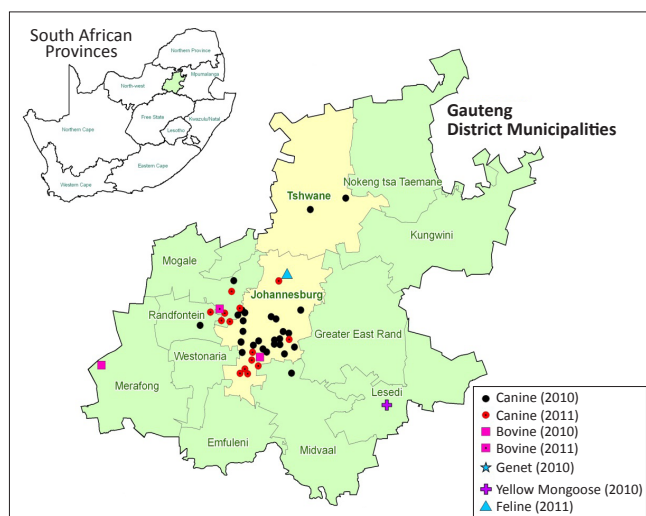 South African
Provinces
Northern Province
North-west
Mpumalanga
Free State
Kwazulu/Natal
Lesotho
Northern Cape
Eastern Cape
Western Cape
Gauteng
District Municipalities
Nokeng tsa Taemane
Tshwane
Kungwini
Mogale
Johannesburg
Randfontein
Greater East Rand
Westonaria
Merafong
Lesedi
Emfuleni
Midvaal
Canine (2010)
Canine (2011)
Bovine (2010)
Bovine (2011)
Genet (2010)
Yellow Mongoose (2010)
Feline (2011)